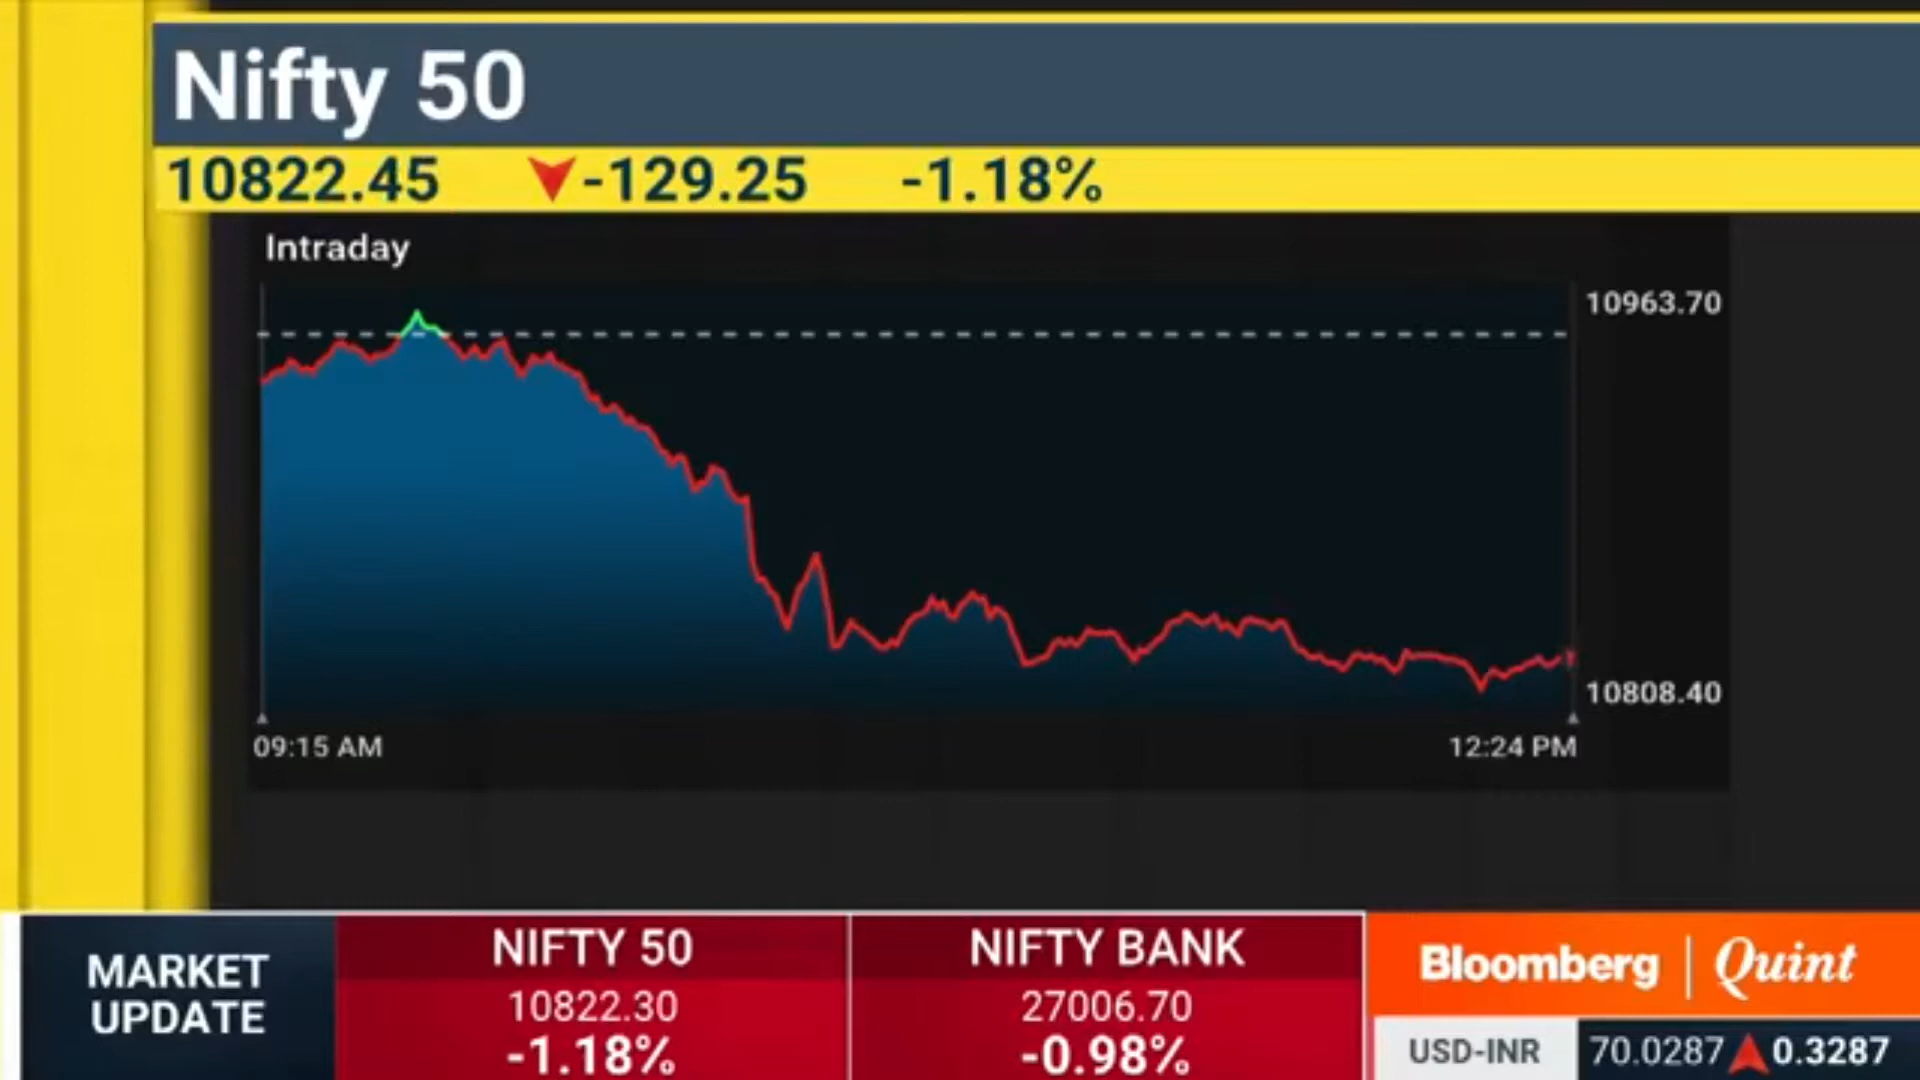 Nifty 50
10822.45 -129.25 -1.18%
Intraday
10963.70
10808.40
09:15 AM 12:24 PM
MARKET
UPDATE
NIFTY 50
10822.30
-1.18%
NIFTY BANK
27006.70
-0.98%
Bloomberg | Quint
USD-INR 70.0287 0.3287